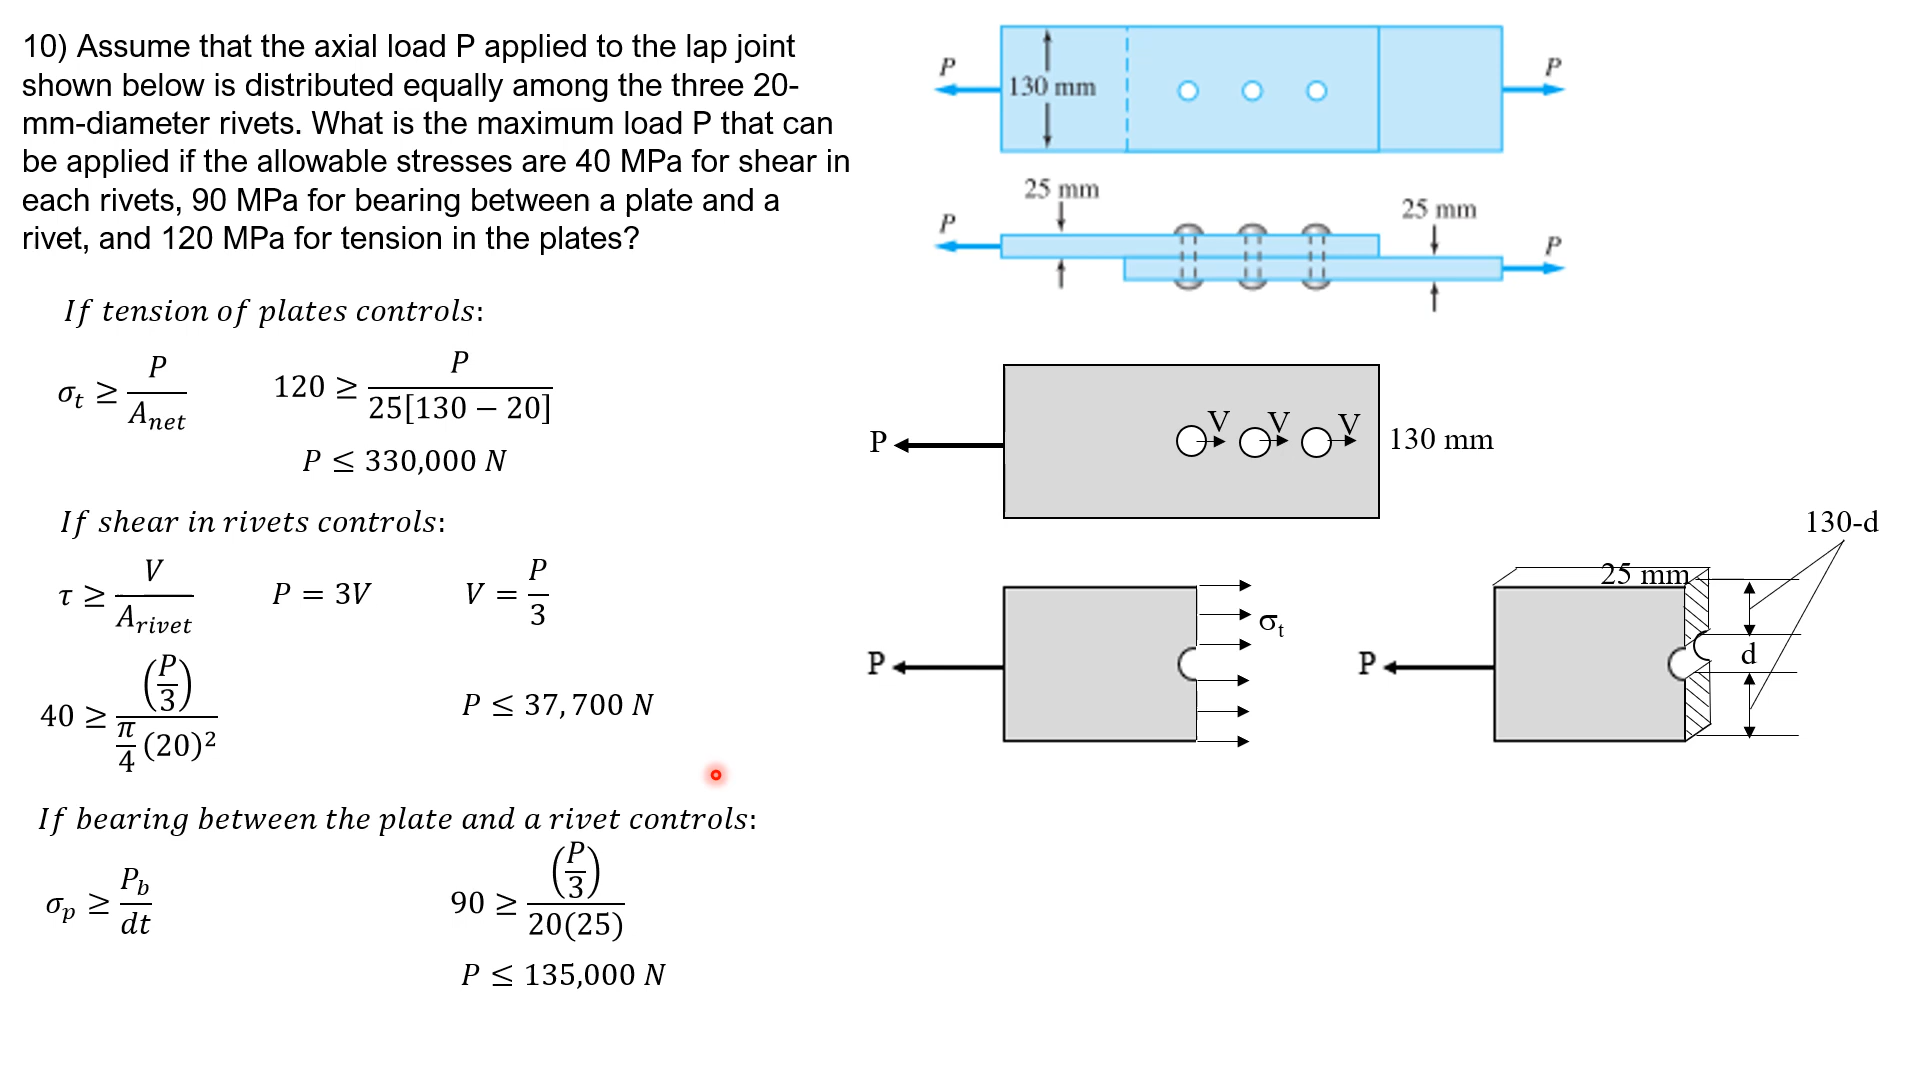 10) Assume that the axial load P applied to the lap joint
shown below is distributed equally among the three 20-
mm-diameter rivets. What is the maximum load P that can
be applied if the allowable stresses are 40 MPa for shear in
each rivets, 90 MPa for bearing between a plate and a
rivet, and 120 MPa for tension in the plates?
P
130 mm
P
25 mm
25 mm
P
P
If tension of plates controls:
σt ≥ P / Anet
120 ≥ P / 25[130 − 20]
P ≤ 330,000 N
P
V V V
130 mm
If shear in rivets controls:
τ ≥ V / Arivet
P = 3V
V = P / 3
40 ≥ (P/3) / π/4 (20)²
P ≤ 37,700 N
P
σt
P
25 mm
130-d
d
If bearing between the plate and a rivet controls:
σp ≥ Pb / dt
90 ≥ (P/3) / 20(25)
P ≤ 135,000 N